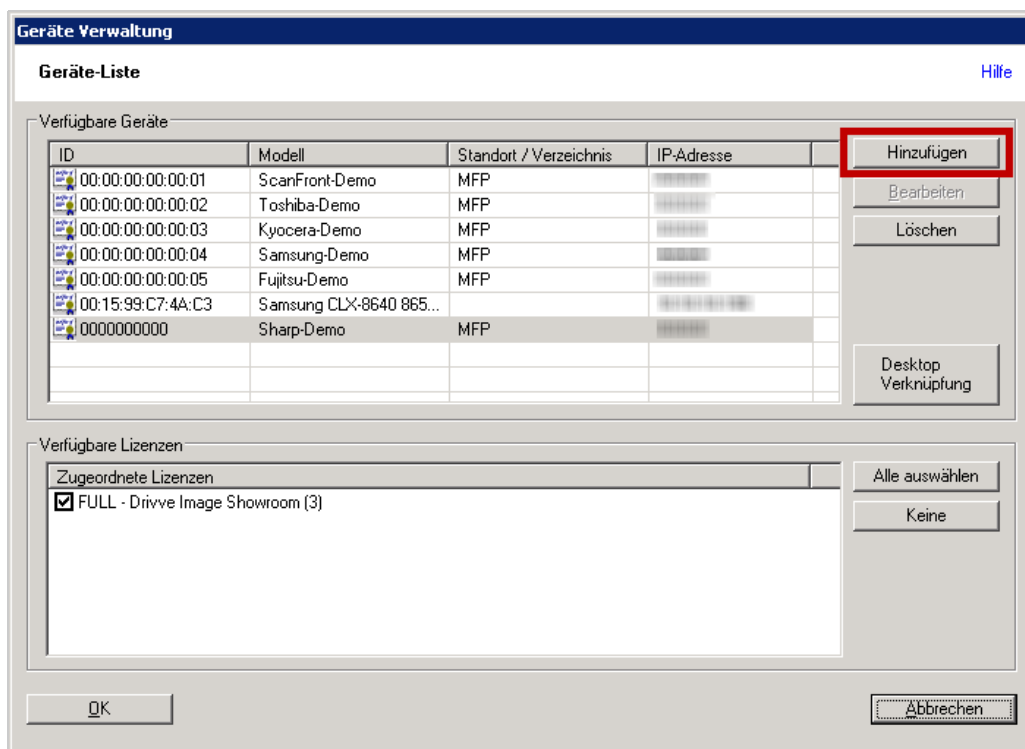 Geräte Verwaltung
Geräte-Liste
Hilfe
Verfügbare Geräte
ID Modell Standort / Verzeichnis IP-Adresse
00:00:00:00:00:01 ScanFront-Demo MFP
00:00:00:00:00:02 Toshiba-Demo MFP
00:00:00:00:00:03 Kyocera-Demo MFP
00:00:00:00:00:04 Samsung-Demo MFP
00:00:00:00:00:05 Fujitsu-Demo MFP
00:15:99:C7:4A:C3 Samsung CLX-8640 865...
0000000000 Sharp-Demo MFP
Hinzufügen
Bearbeiten
Löschen
Desktop
Verknüpfung
Verfügbare Lizenzen
Zugeordnete Lizenzen
FULL - Drivve Image Showroom (3)
Alle auswählen
Keine
OK
Abbrechen